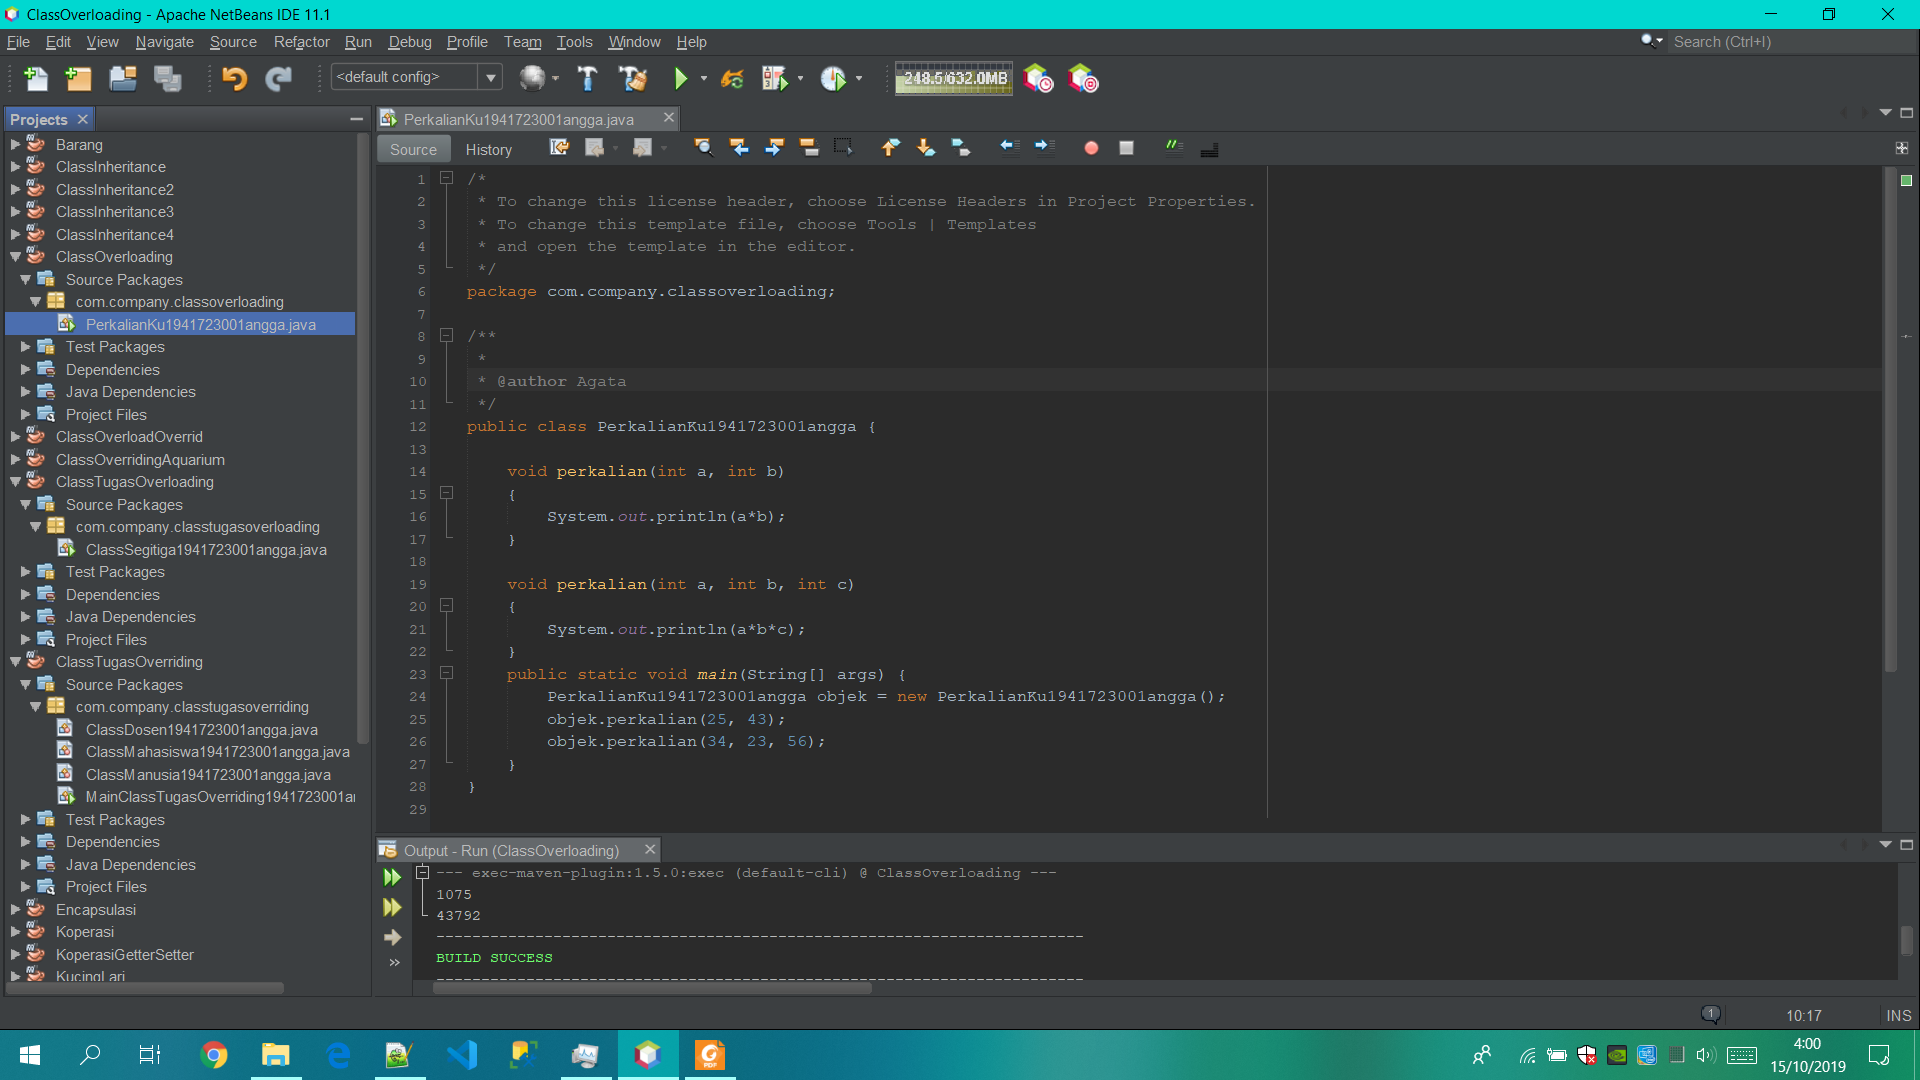 ClassOverloading - Apache NetBeans IDE 11.1
File Edit View Navigate Source Refactor Run Debug Profile Team Tools Window Help
Search (Ctrl+I)
<default config>
248.5/632.0MB
Projects
Barang
ClassInheritance
ClassInheritance2
ClassInheritance3
ClassInheritance4
ClassOverloading
Source Packages
com.company.classoverloading
PerkalianKu1941723001angga.java
Test Packages
Dependencies
Java Dependencies
Project Files
ClassOverloadOverrid
ClassOverridingAquarium
ClassTugasOverloading
Source Packages
com.company.classtugasoverloading
ClassSegitiga1941723001angga.java
Test Packages
Dependencies
Java Dependencies
Project Files
ClassTugasOverriding
Source Packages
com.company.classtugasoverriding
ClassDosen1941723001angga.java
ClassMahasiswa1941723001angga.java
ClassManusia1941723001angga.java
MainClassTugasOverriding1941723001a
Test Packages
Dependencies
Java Dependencies
Project Files
Encapsulasi
Koperasi
KoperasiGetterSetter
KucingLari
PerkalianKu1941723001angga.java
Source History
1 /*
2 * To change this license header, choose License Headers in Project Properties.
3 * To change this template file, choose Tools | Templates
4 * and open the template in the editor.
5 */
6 package com.company.classoverloading;
7
8 /**
9 *
10 * @author Agata
11 */
12 public class PerkalianKu1941723001angga {
13
14 void perkalian(int a, int b)
15 {
16 System.out.println(a*b);
17 }
18
19 void perkalian(int a, int b, int c)
20 {
21 System.out.println(a*b*c);
22 }
23 public static void main(String[] args) {
24 PerkalianKu1941723001angga objek = new PerkalianKu1941723001angga();
25 objek.perkalian(25, 43);
26 objek.perkalian(34, 23, 56);
27 }
28 }
29
Output - Run (ClassOverloading)
--- exec-maven-plugin:1.5.0:exec (default-cli) @ ClassOverloading ---
1075
43792
------------------------------------------------------------------------
BUILD SUCCESS
------------------------------------------------------------------------
1
10:17 INS
4:00
15/10/2019